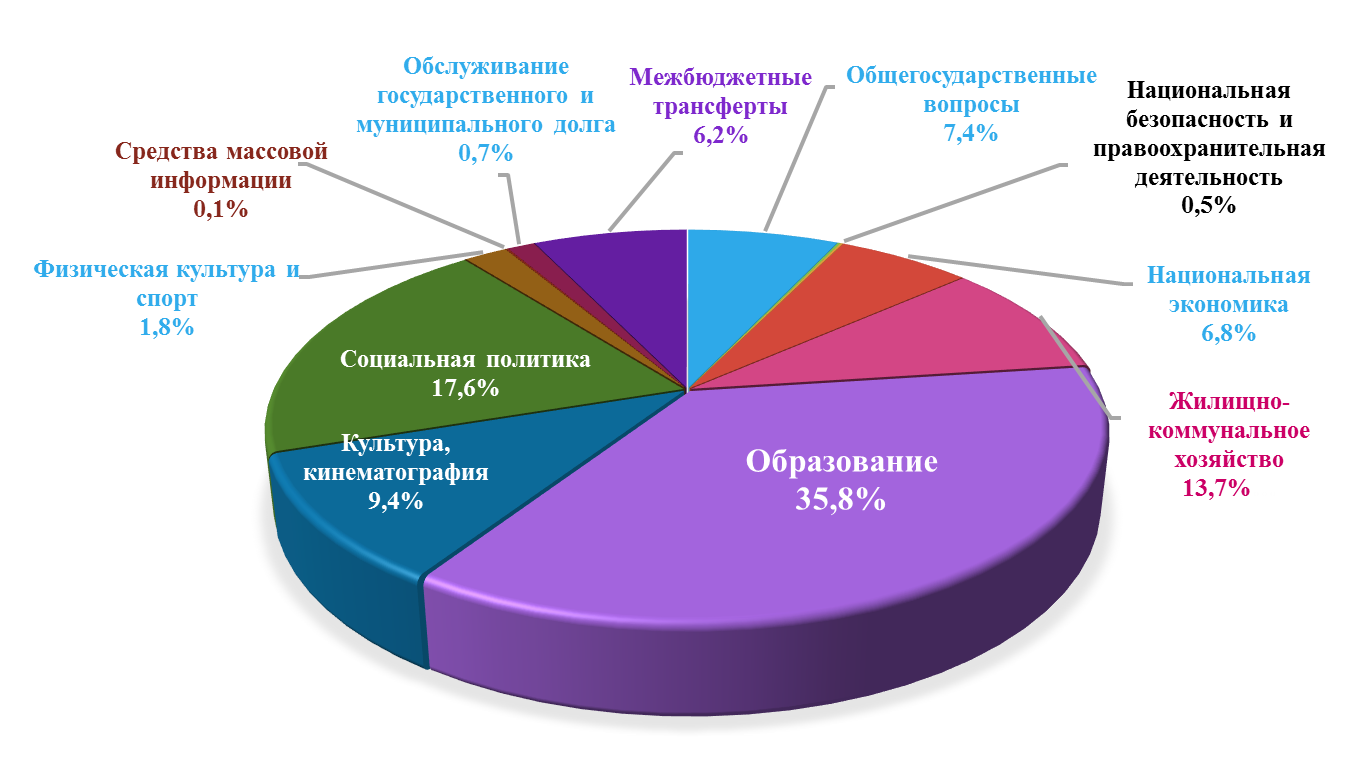 Обслуживание
государственного и
муниципального долга
0,7%
Межбюджетные
трансферты
6,2%
Общегосударственные
вопросы
7,4%
Национальная
безопасность и
правоохранительная
деятельность
0,5%
Средства массовой
информации
0,1%
Физическая культура и
спорт
1,8%
Национальная
экономика
6,8%
Социальная политика
17,6%
Жилищно-
коммунальное
хозяйство
13,7%
Культура,
кинематография
9,4%
Образование
35,8%